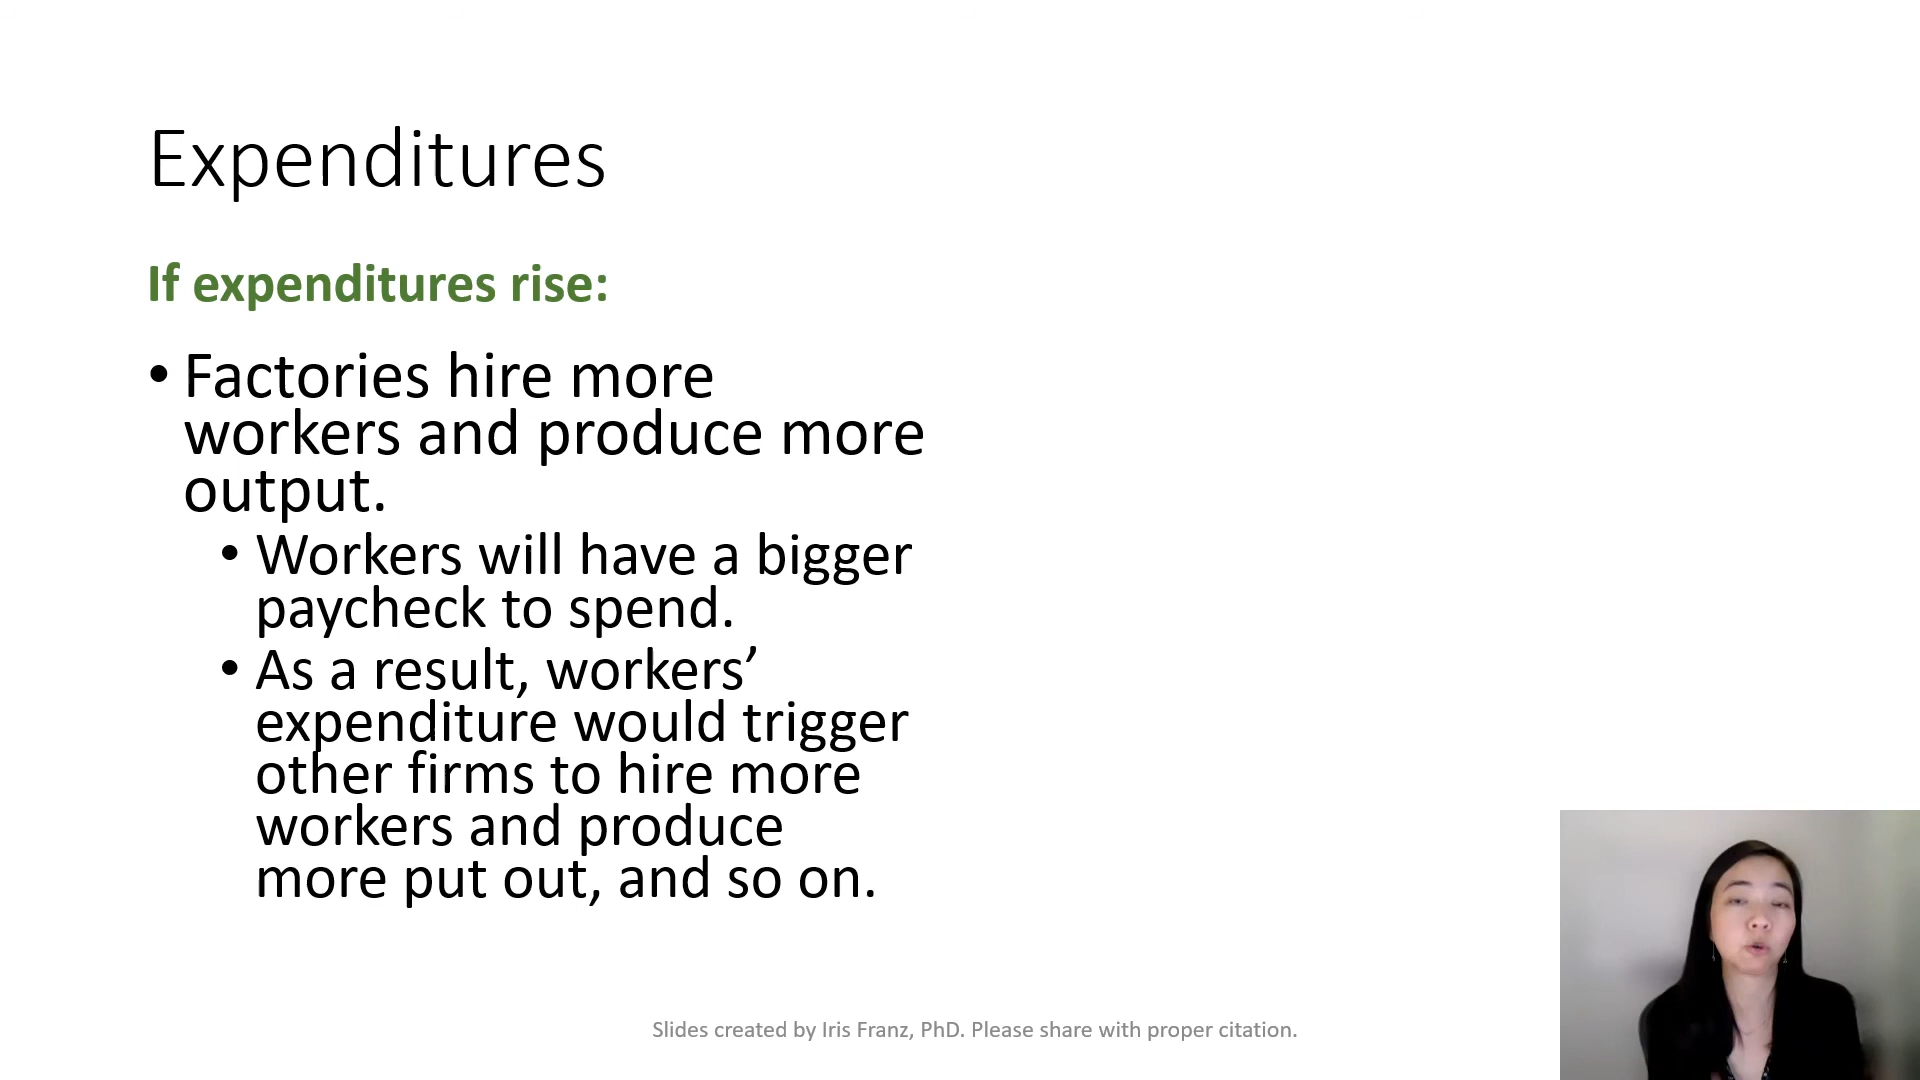 Expenditures
If expenditures rise:
• Factories hire more
workers and produce more
output.
• Workers will have a bigger
paycheck to spend.
• As a result, workers’
expenditure would trigger
other firms to hire more
workers and produce
more put out, and so on.
Slides created by Iris Franz, PhD. Please share with proper citation.